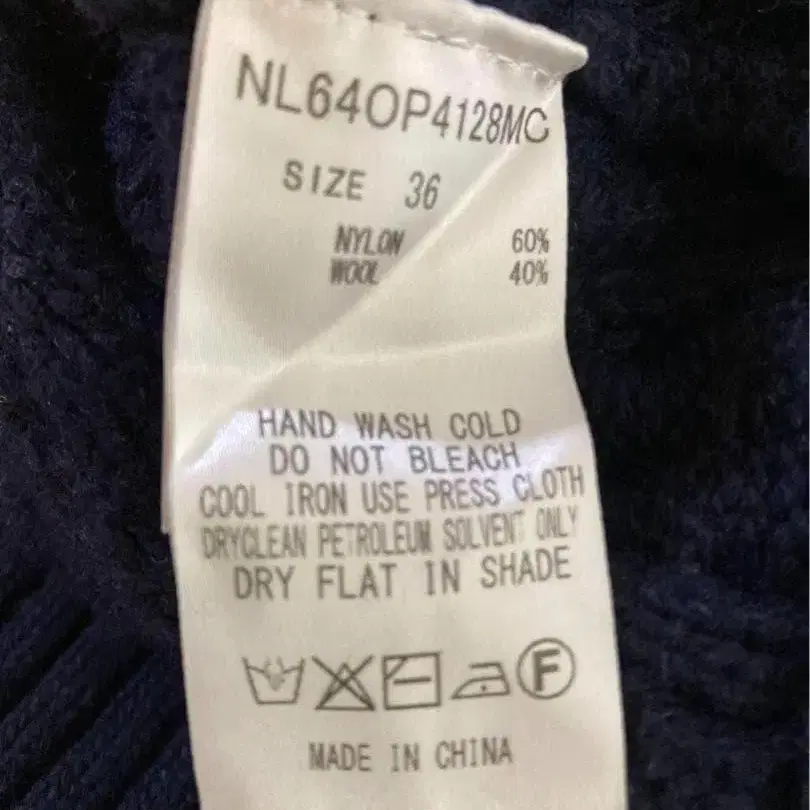 NL64OP4128MC
SIZE 36
NYLON 60%
WOOL 40%
HAND WASH COLD
DO NOT BLEACH
COOL IRON USE PRESS CLOTH
DRYCLEAN PETROLEUM SOLVENT ONLY
DRY FLAT IN SHADE
F
MADE IN CHINA